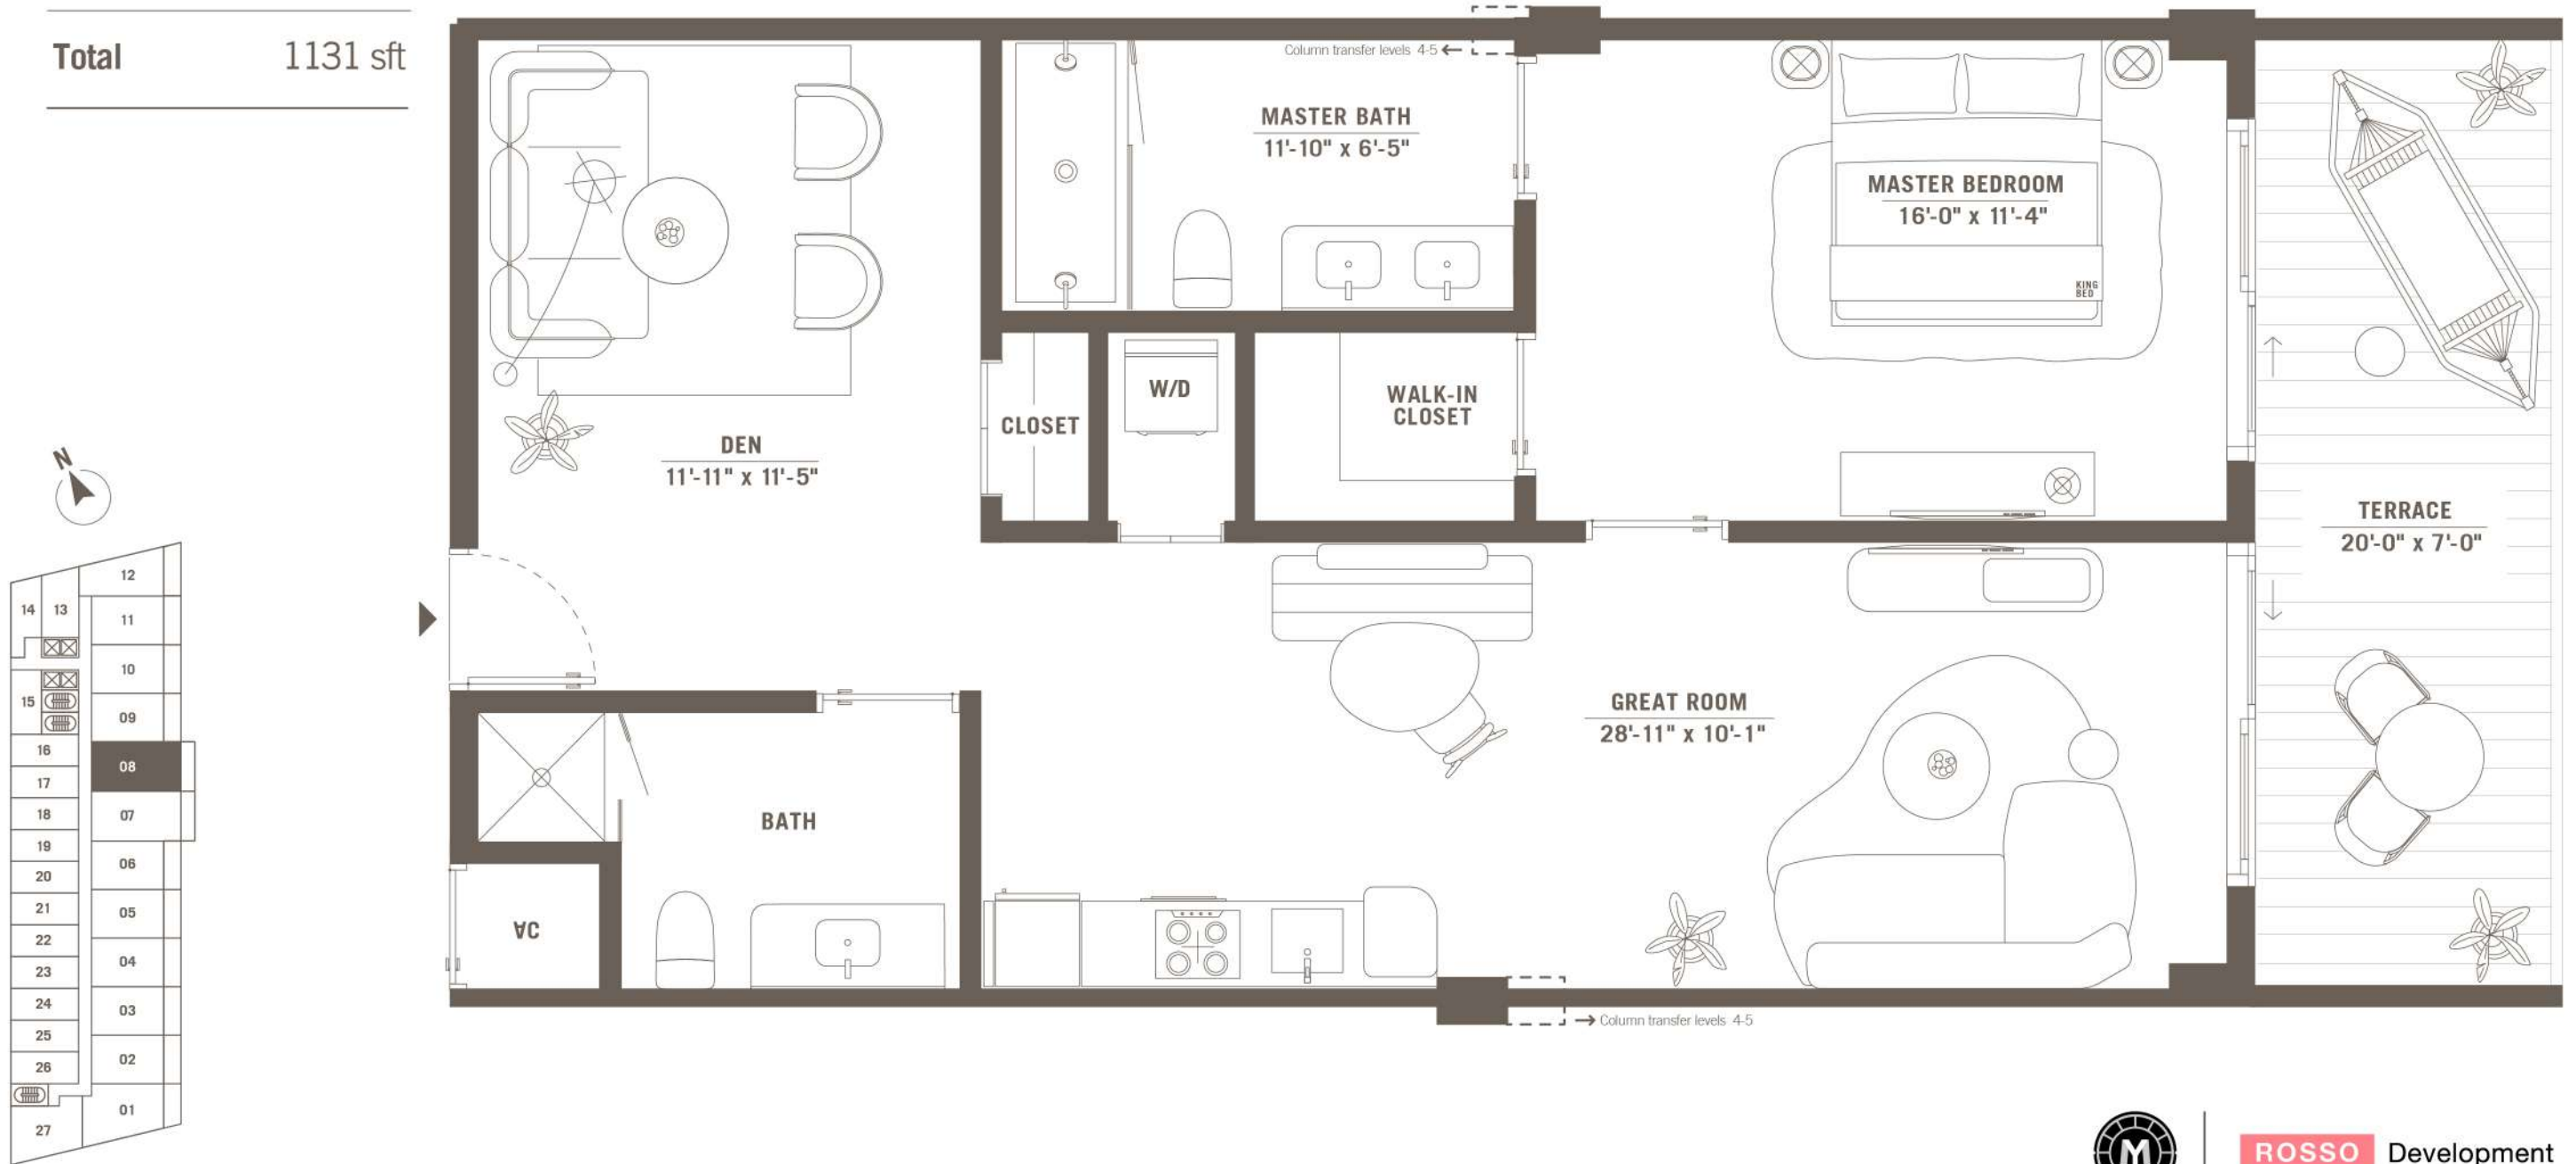 Total 1131 sft
Column transfer levels 4-5
MASTER BATH
11'-10" x 6'-5"
MASTER BEDROOM
16'-0" x 11'-4"
KING
BED
W/D
WALK-IN
CLOSET
CLOSET
DEN
11'-11" x 11'-5"
TERRACE
20'-0" x 7'-0"
GREAT ROOM
28'-11" x 10'-1"
BATH
AC
Column transfer levels 4-5
N
12
14 13
11
10
15
09
16
08
17
07
18
19
06
20
21
05
22
04
23
24
03
25
02
26
01
27
M
ROSSO Development